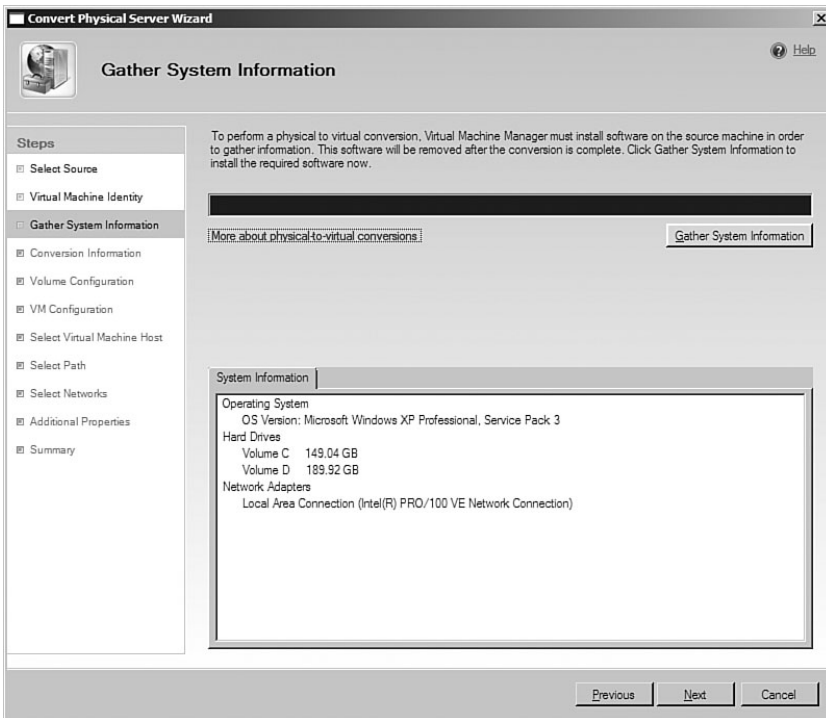 Convert Physical Server Wizard
Help
Gather System Information
Steps
Select Source
Virtual Machine Identity
Gather System Information
Conversion Information
Volume Configuration
VM Configuration
Select Virtual Machine Host
Select Path
Select Networks
Additional Properties
Summary
To perform a physical to virtual conversion, Virtual Machine Manager must install software on the source machine in order
to gather information. This software will be removed after the conversion is complete. Click Gather System Information to
install the required software now.
More about physical-to-virtual conversions
Gather System Information
System Information
Operating System
OS Version: Microsoft Windows XP Professional, Service Pack 3
Hard Drives
Volume C 149.04 GB
Volume D 189.92 GB
Network Adapters
Local Area Connection (Intel(R) PRO/100 VE Network Connection)
Previous
Next
Cancel